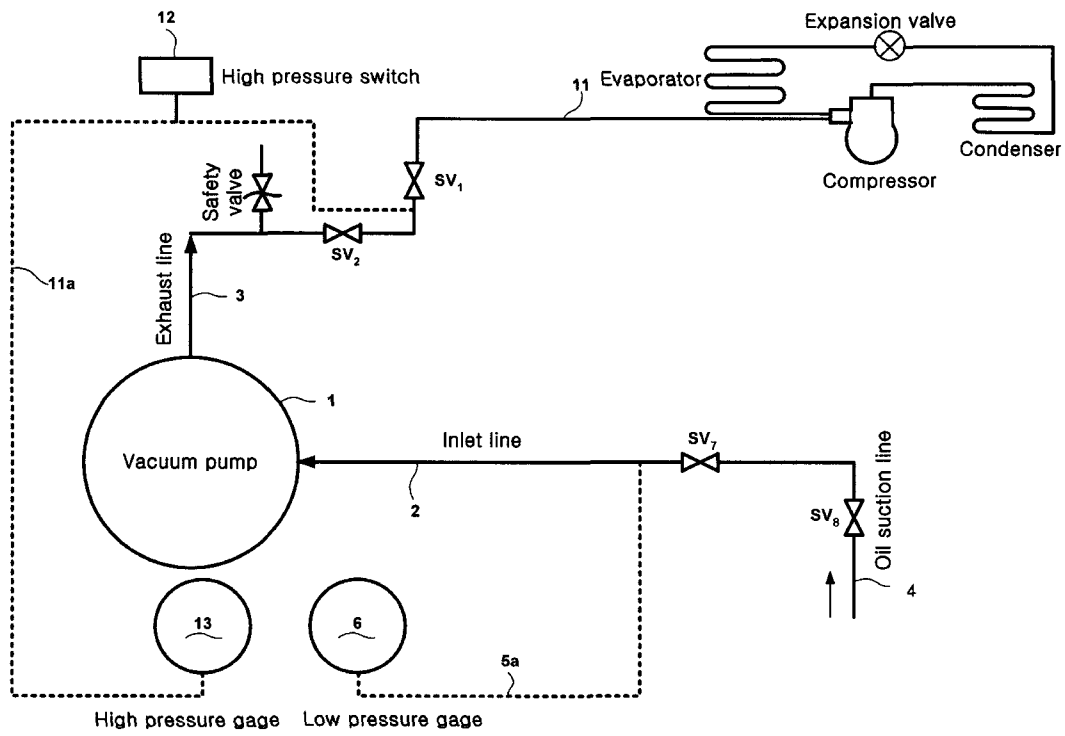 12
High pressure switch
Expansion valve
Evaporator
11
Condenser
Compressor
SV1
Safety
valve
SV2
Exhaust line
3
11a
1
Vacuum pump
Inlet line
2
SV7
SV8
Oil suction line
4
13
6
5a
High pressure gage
Low pressure gage